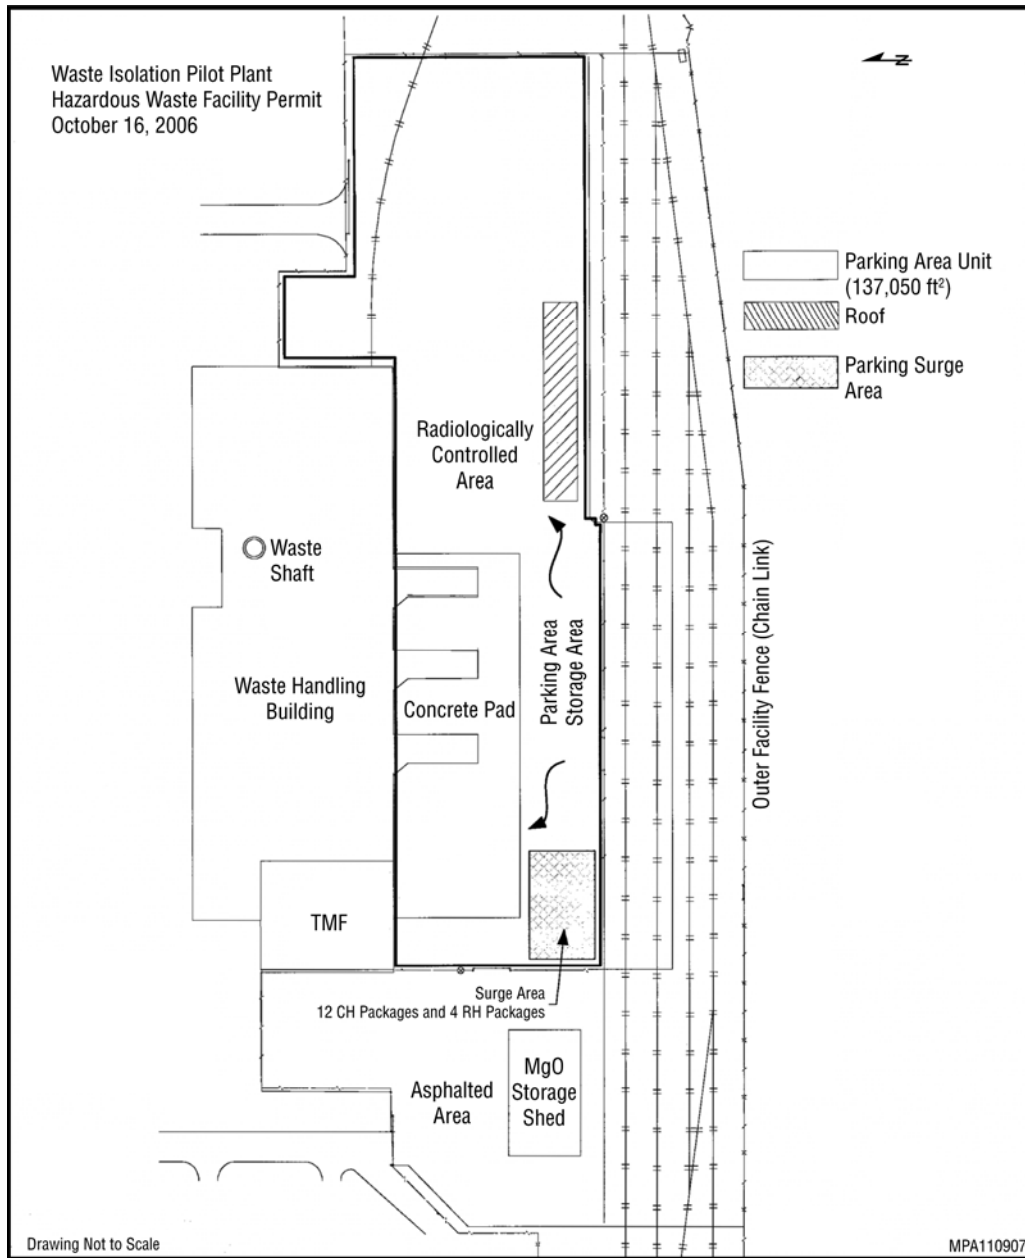 Waste Isolation Pilot Plant
Hazardous Waste Facility Permit
October 16, 2006
N
Parking Area Unit
(137,050 ft²)
Roof
Parking Surge
Area
Radiologically
Controlled
Area
Waste
Shaft
Waste Handling
Building
Concrete Pad
Parking Area
Storage Area
Outer Facility Fence (Chain Link)
TMF
Surge Area
12 CH Packages and 4 RH Packages
Asphalted
Area
MgO
Storage
Shed
Drawing Not to Scale
MPA110907